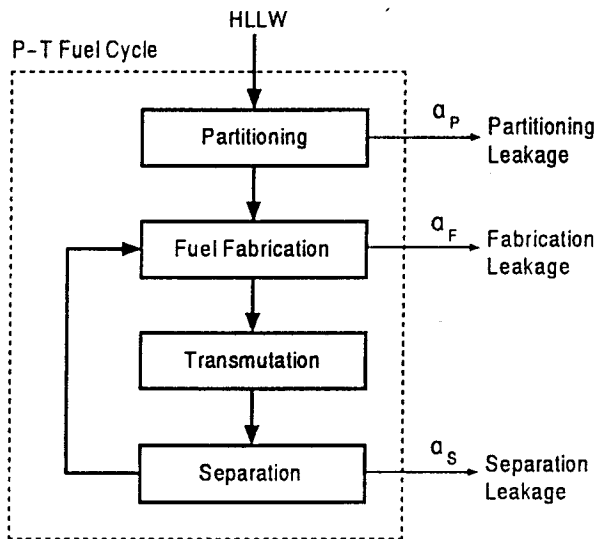 HLLW
P-T Fuel Cycle
Partitioning
α_P
Partitioning
Leakage
Fuel Fabrication
α_F
Fabrication
Leakage
Transmutation
Separation
α_S
Separation
Leakage